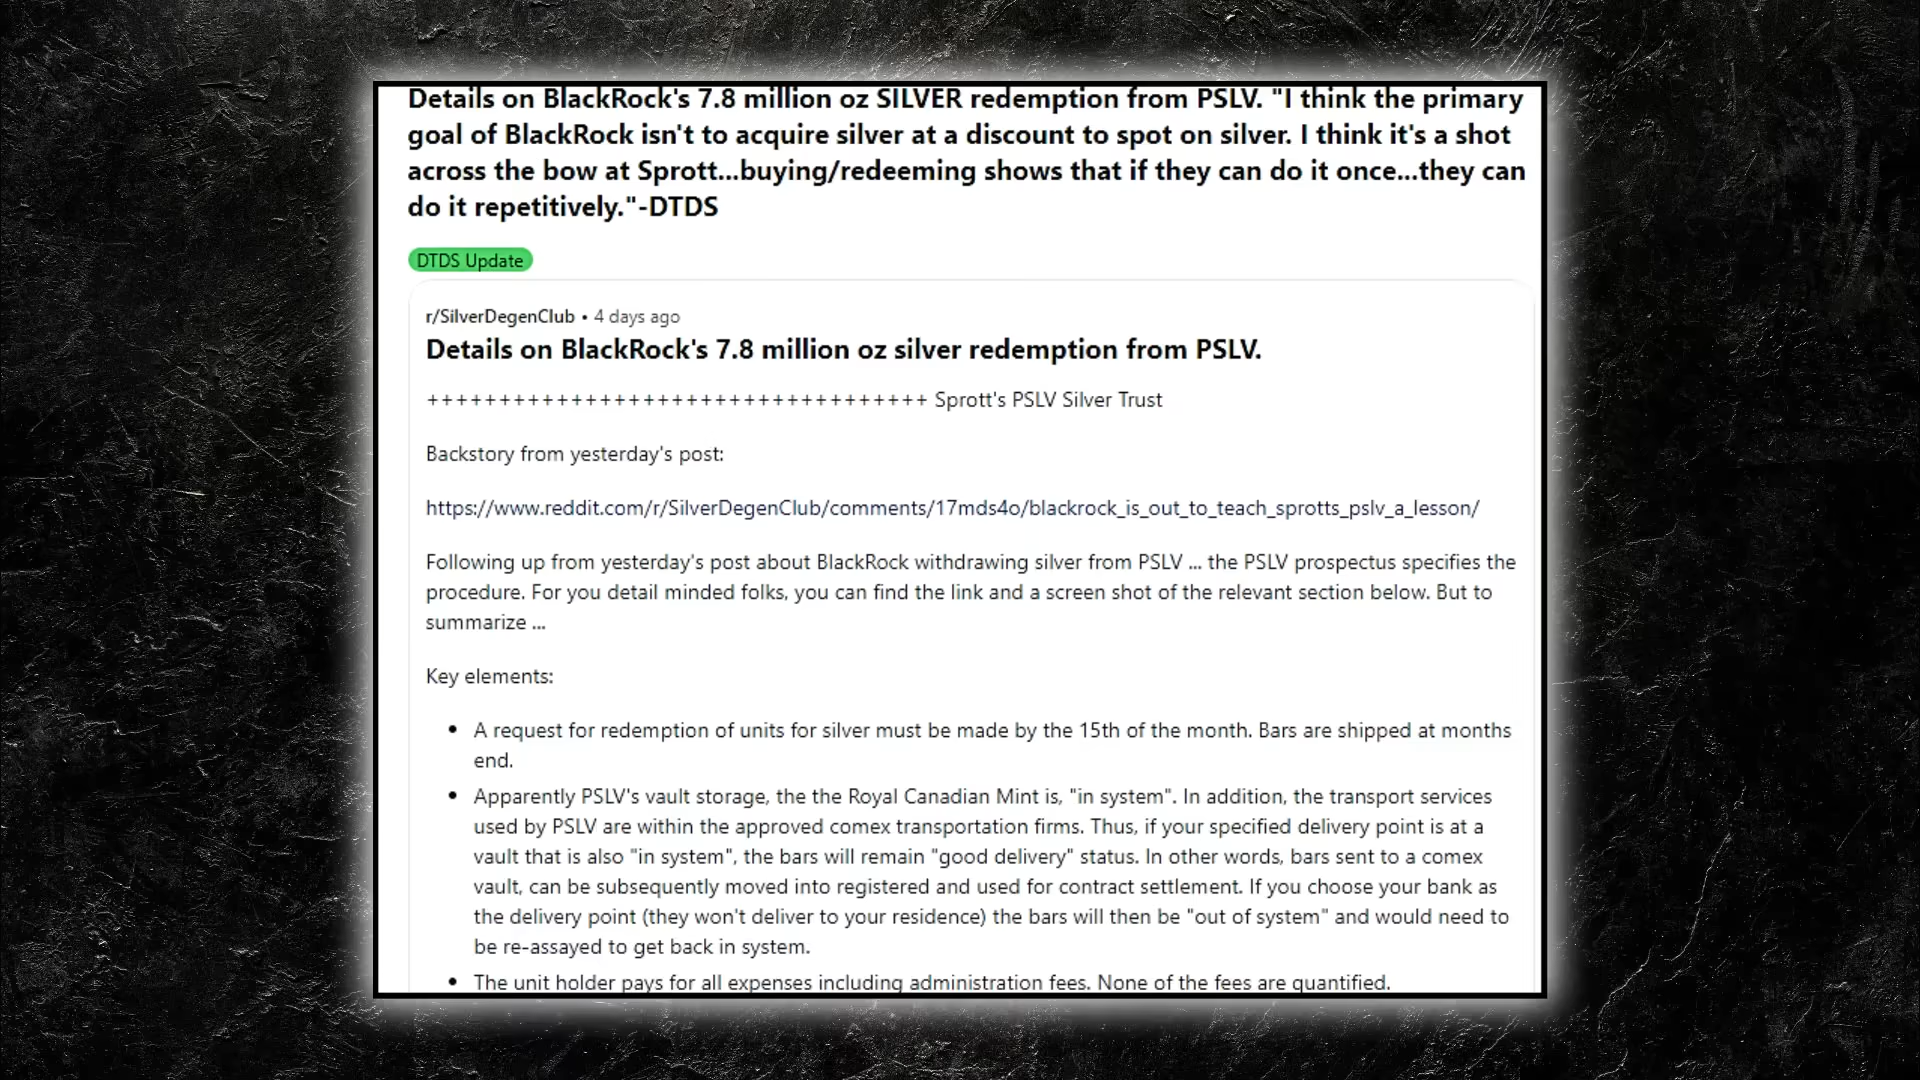 Details on BlackRock's 7.8 million oz SILVER redemption from PSLV. "I think the primary
goal of BlackRock isn't to acquire silver at a discount to spot on silver. I think it's a shot
across the bow at Sprott...buying/redeeming shows that if they can do it once...they can
do it repetitively."-DTDS
DTDS Update
r/SilverDegenClub • 4 days ago
Details on BlackRock's 7.8 million oz silver redemption from PSLV.
+++++++++++++++++++++++++++++++++++ Sprott's PSLV Silver Trust
Backstory from yesterday's post:
https://www.reddit.com/r/SilverDegenClub/comments/17mds4o/blackrock_is_out_to_teach_sprotts_pslv_a_lesson/
Following up from yesterday's post about BlackRock withdrawing silver from PSLV ... the PSLV prospectus specifies the
procedure. For you detail minded folks, you can find the link and a screen shot of the relevant section below. But to
summarize ...
Key elements:
• A request for redemption of units for silver must be made by the 15th of the month. Bars are shipped at months
end.
• Apparently PSLV's vault storage, the the Royal Canadian Mint is, "in system". In addition, the transport services
used by PSLV are within the approved comex transportation firms. Thus, if your specified delivery point is at a
vault that is also "in system", the bars will remain "good delivery" status. In other words, bars sent to a comex
vault, can be subsequently moved into registered and used for contract settlement. If you choose your bank as
the delivery point (they won't deliver to your residence) the bars will then be "out of system" and would need to
be re-assayed to get back in system.
• The unit holder pays for all expenses including administration fees. None of the fees are quantified.